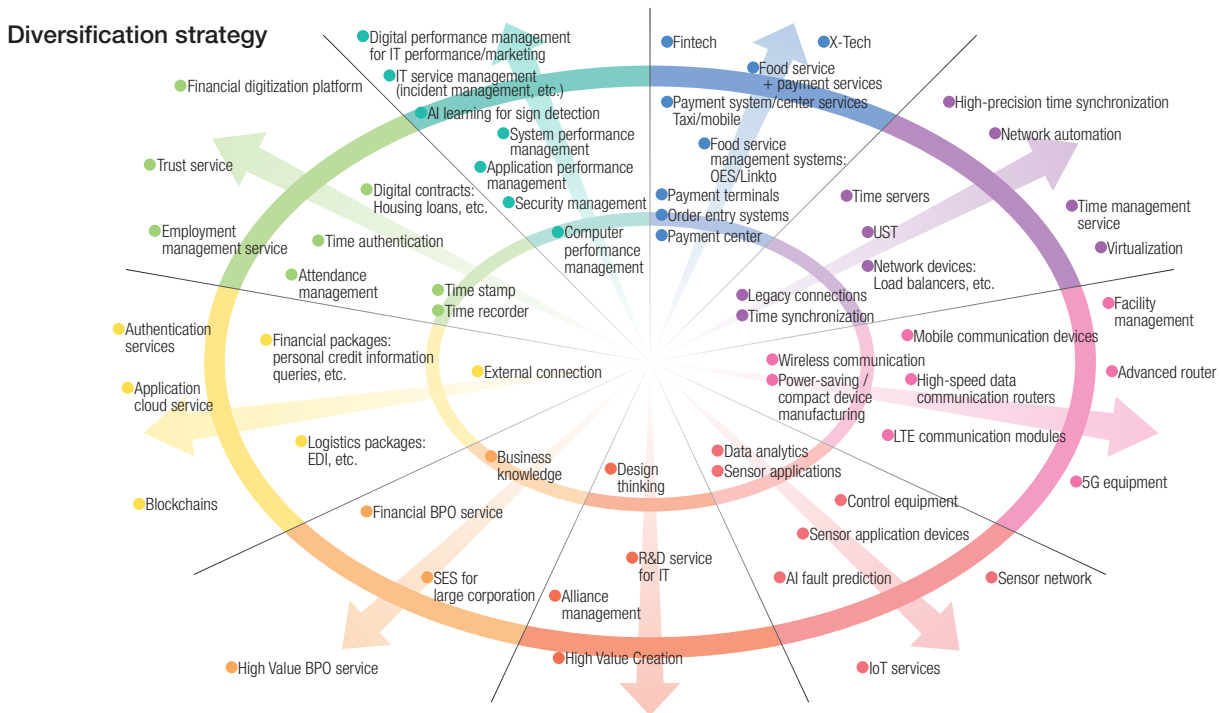 Diversification strategy
Digital performance management
for IT performance/marketing
IT service management
(incident management, etc.)
AI learning for sign detection
System performance
management
Application performance
management
Security management
Computer
performance
management
Fintech
X-Tech
Food service
+ payment services
Payment system/center services
Taxi/mobile
Food service
management systems:
OES/Linkto
Payment terminals
Order entry systems
Payment center
High-precision time synchronization
Network automation
Time servers
Time management
service
UST
Virtualization
Network devices:
Load balancers, etc.
Legacy connections
Time synchronization
Facility
management
Mobile communication devices
Wireless communication
Power-saving /
compact device
manufacturing
High-speed data
communication routers
Advanced router
LTE communication modules
5G equipment
Data analytics
Sensor applications
Control equipment
Sensor application devices
AI fault prediction
Sensor network
IoT services
Design
thinking
R&D service
for IT
Alliance
management
High Value Creation
Business
knowledge
Financial BPO service
SES for
large corporation
High Value BPO service
Authentication
services
Financial packages:
personal credit information
queries, etc.
External connection
Application
cloud service
Logistics packages:
EDI, etc.
Blockchains
Financial digitization platform
Trust service
Digital contracts:
Housing loans, etc.
Employment
management service
Time authentication
Attendance
management
Time stamp
Time recorder